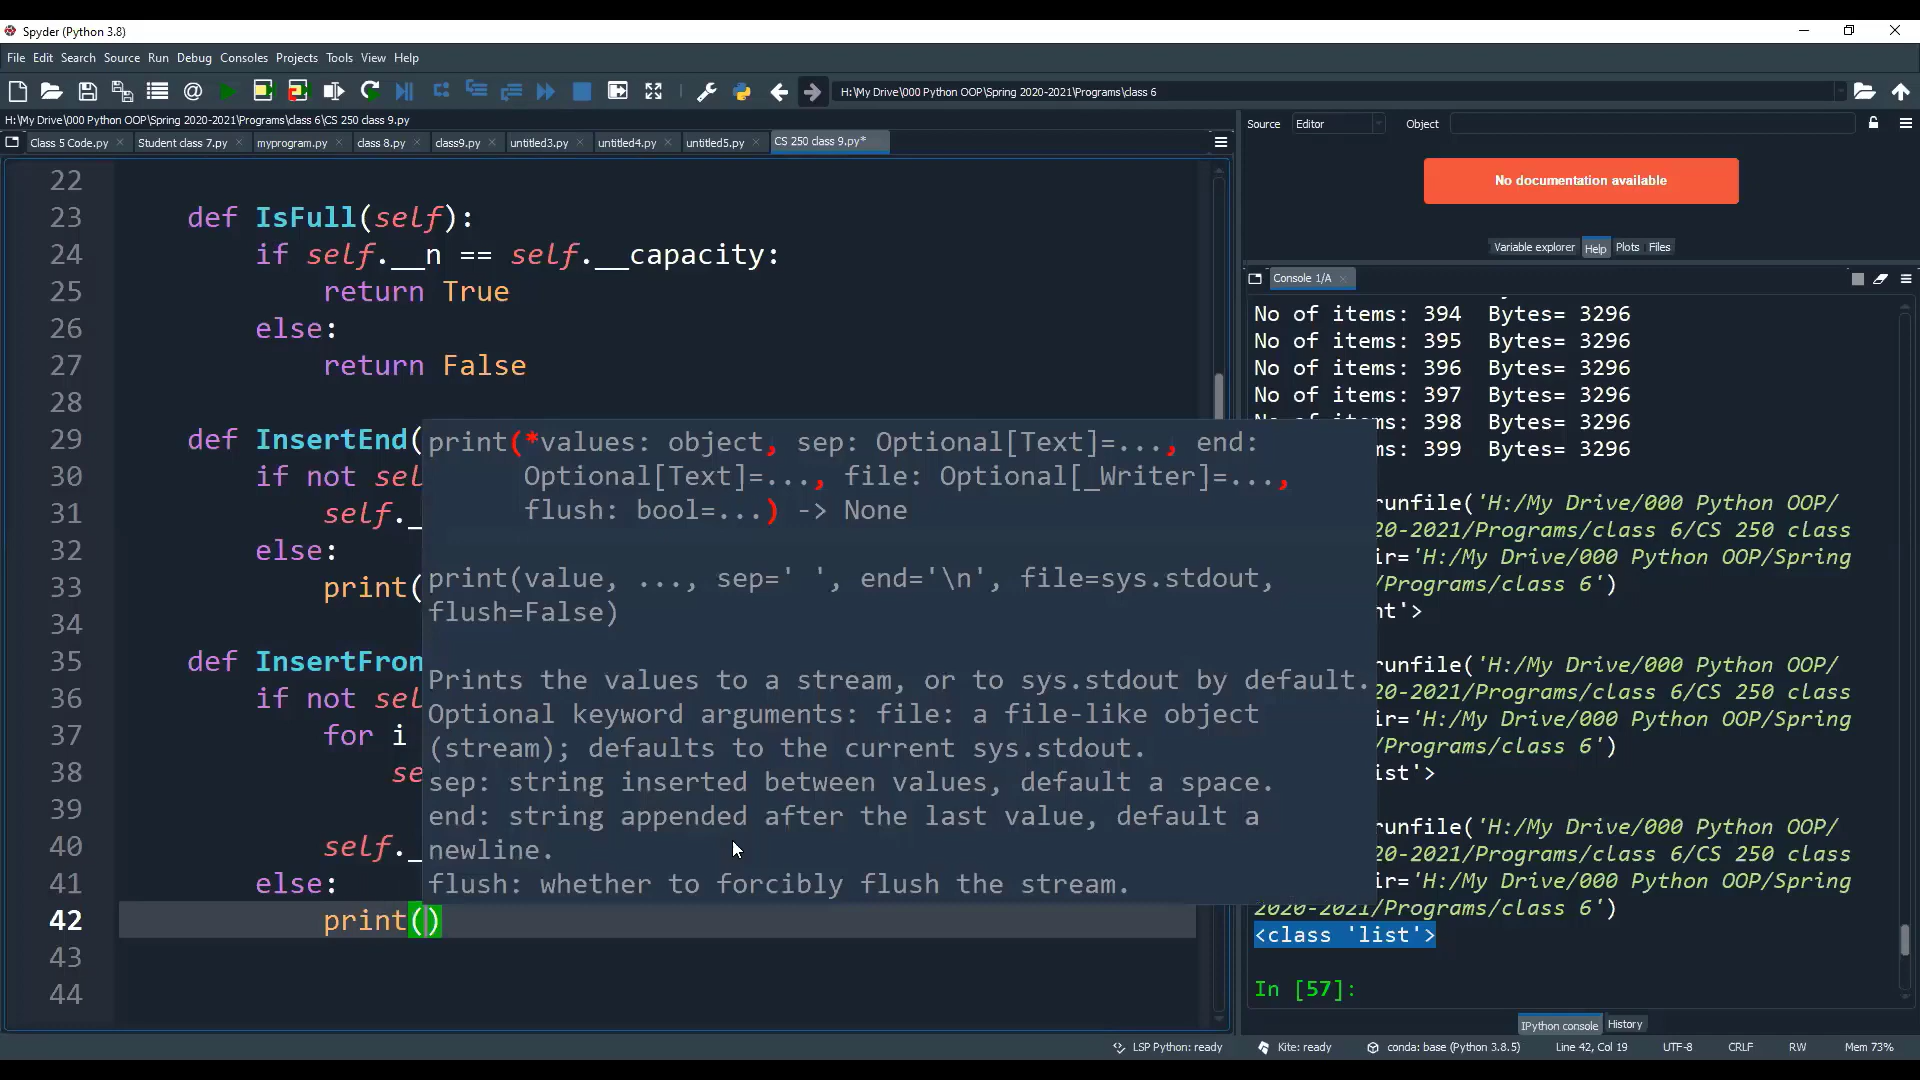 Spyder (Python 3.8)
File Edit Search Source Run Debug Consoles Projects Tools View Help
H:\My Drive\000 Python OOP\Spring 2020-2021\Programs\class 6
H:\My Drive\000 Python OOP\Spring 2020-2021\Programs\class 6\CS 250 class 9.py
Class 5 Code.py Student class 7.py myprogram.py class 8.py class9.py untitled3.py untitled4.py untitled5.py CS 250 class 9.py*
22
23 def IsFull(self):
24 if self.__n == self.__capacity:
25 return True
26 else:
27 return False
28
29 def InsertEnd(
30 if not sel
31 self._
32 else:
33 print(
34
35 def InsertFron
36 if not sel
37 for i
38 se
39
40 self._
41 else:
42 print()
43
44
print(*values: object, sep: Optional[Text]=..., end:
Optional[Text]=..., file: Optional[_Writer]=...,
flush: bool=...) -> None
print(value, ..., sep=' ', end='\n', file=sys.stdout,
flush=False)
Prints the values to a stream, or to sys.stdout by default.
Optional keyword arguments: file: a file-like object
(stream); defaults to the current sys.stdout.
sep: string inserted between values, default a space.
end: string appended after the last value, default a
newline.
flush: whether to forcibly flush the stream.
Source Editor Object
No documentation available
Variable explorer Help Plots Files
Console 1/A
No of items: 394 Bytes= 3296
No of items: 395 Bytes= 3296
No of items: 396 Bytes= 3296
No of items: 397 Bytes= 3296
No of items: 398 Bytes= 3296
ms: 399 Bytes= 3296
runfile('H:/My Drive/000 Python OOP/
20-2021/Programs/class 6/CS 250 class
ir='H:/My Drive/000 Python OOP/Spring
/Programs/class 6')
nt'>
runfile('H:/My Drive/000 Python OOP/
20-2021/Programs/class 6/CS 250 class
ir='H:/My Drive/000 Python OOP/Spring
/Programs/class 6')
ist'>
runfile('H:/My Drive/000 Python OOP/
20-2021/Programs/class 6/CS 250 class
ir='H:/My Drive/000 Python OOP/Spring
2020-2021/Programs/class 6')
<class 'list'>
In [57]:
IPython console History
LSP Python: ready Kite: ready conda: base (Python 3.8.5) Line 42, Col 19 UTF-8 CRLF RW Mem 73%